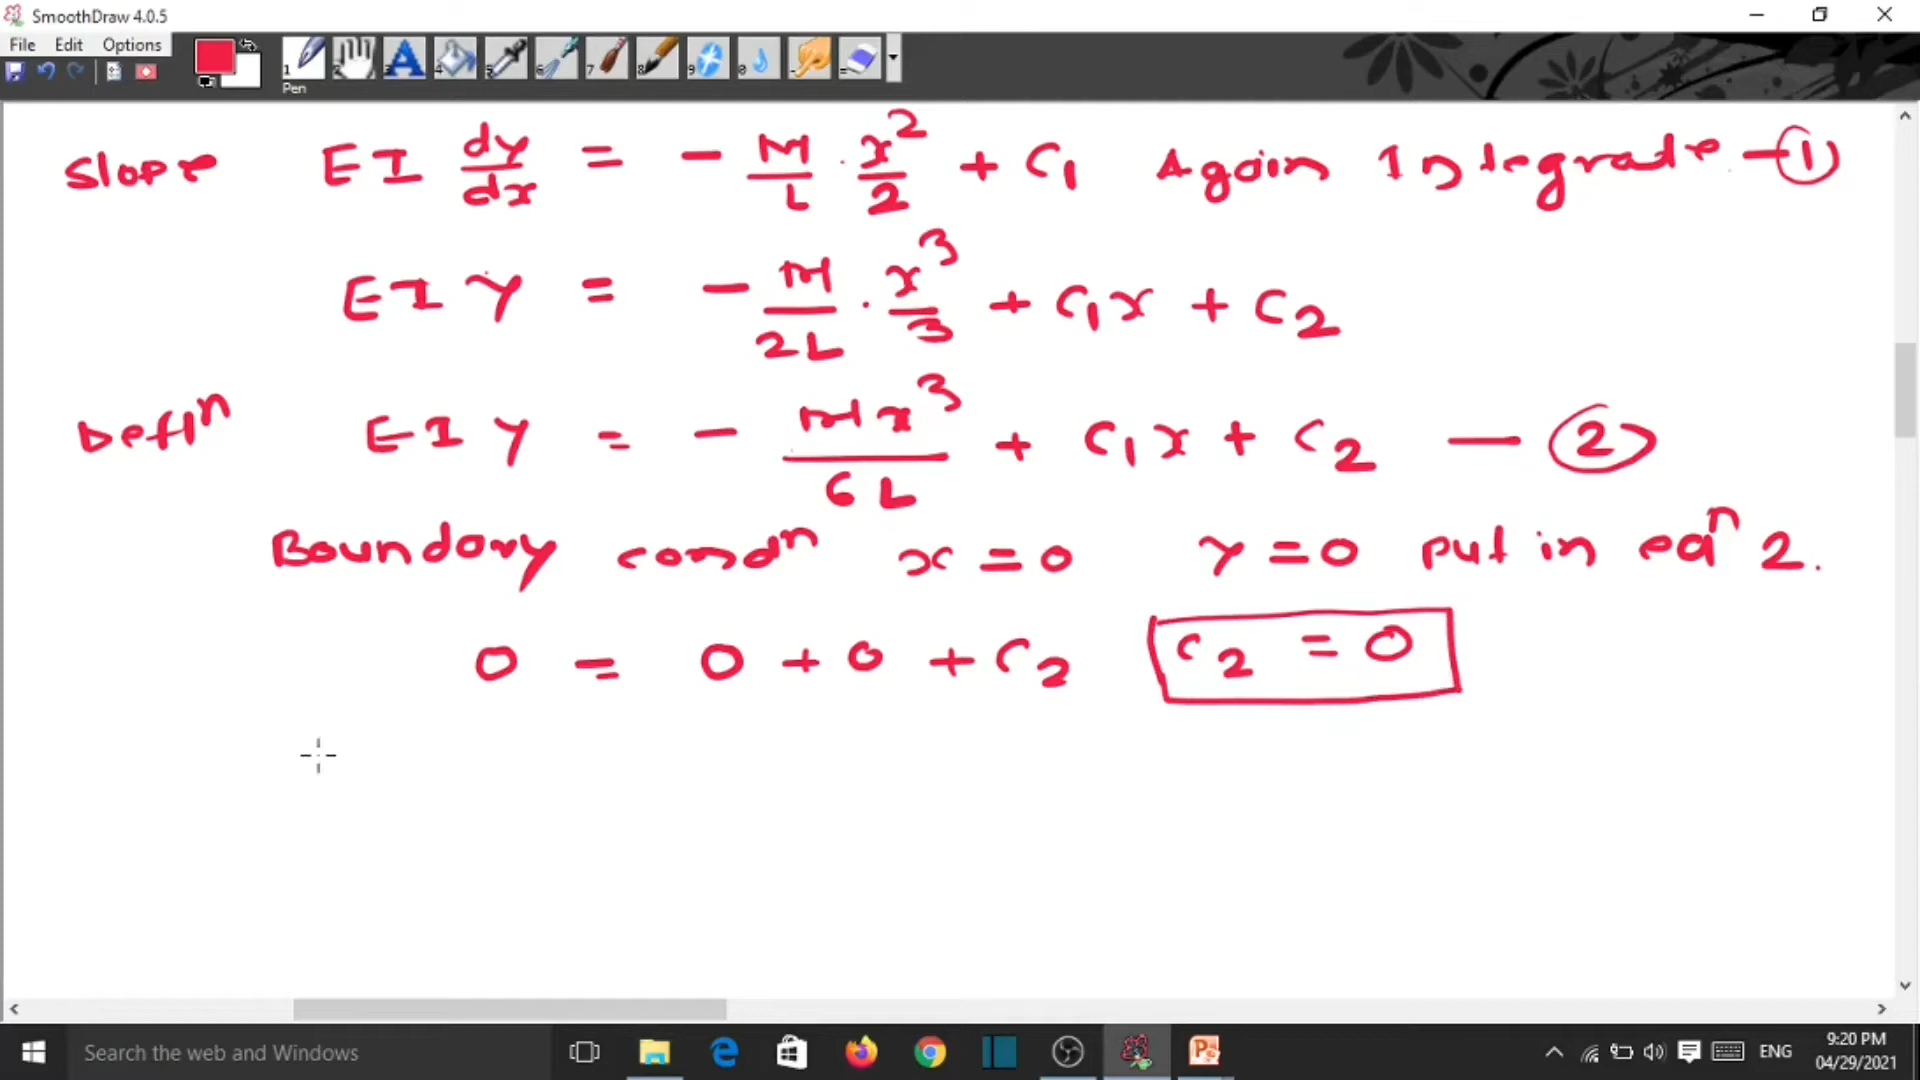 SmoothDraw 4.0.5
File Edit Options
Pen
Slope EI dy/dx = - M/L . x²/2 + C₁ Again Integrate - ①
EI Y = - M/2L . x³/3 + C₁x + C₂
Deflⁿ EI Y = - Mx³/6L + C₁x + C₂ — ②
Boundary condⁿ x = 0 Y = 0 put in eqⁿ 2.
0 = 0 + 0 + C₂ C₂ = 0
Search the web and Windows
ENG
9:20 PM
04/29/2021